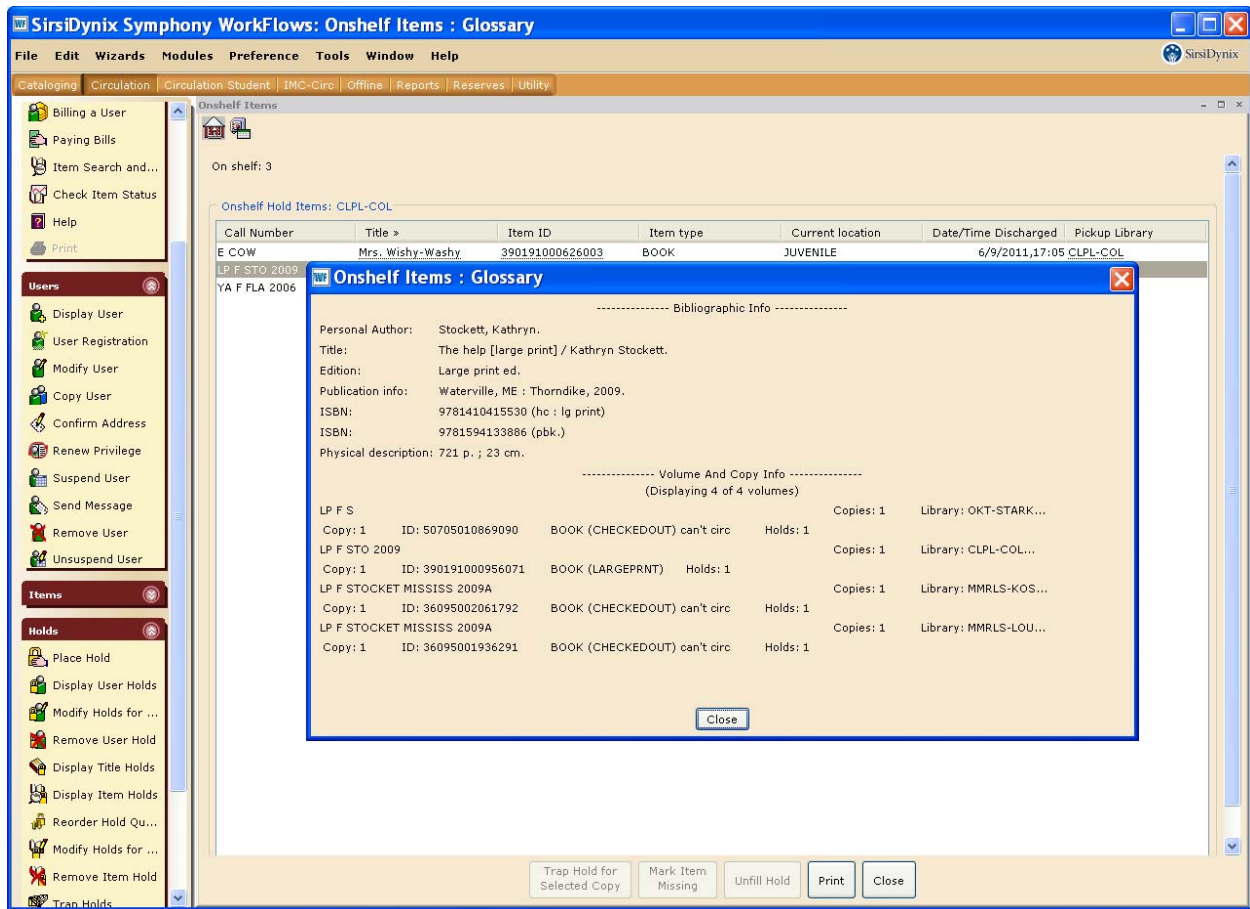 SirsiDynix Symphony WorkFlows: Onshelf Items : Glossary
File Edit Wizards Modules Preference Tools Window Help
SirsiDynix
Cataloging Circulation Circulation Student IMC-Circ Offline Reports Reserves Utility
Billing a User
Paying Bills
Item Search and...
Check Item Status
Help
Print
Users
Display User
User Registration
Modify User
Copy User
Confirm Address
Renew Privilege
Suspend User
Send Message
Remove User
Unsuspend User
Items
Holds
Place Hold
Display User Holds
Modify Holds for ...
Remove User Hold
Display Title Holds
Display Item Holds
Reorder Hold Qu...
Modify Holds for ...
Remove Item Hold
Trap Holds
Onshelf Items
On shelf: 3
Onshelf Hold Items: CLPL-COL
Call Number Title » Item ID Item type Current location Date/Time Discharged Pickup Library
E COW Mrs. Wishy-Washy 390191000626003 BOOK JUVENILE 6/9/2011,17:05 CLPL-COL
LP F STO 2009
YA F FLA 2006
WF Onshelf Items : Glossary
--------------- Bibliographic Info ---------------
Personal Author: Stockett, Kathryn.
Title: The help [large print] / Kathryn Stockett.
Edition: Large print ed.
Publication info: Waterville, ME : Thorndike, 2009.
ISBN: 9781410415530 (hc : lg print)
ISBN: 9781594133886 (pbk.)
Physical description: 721 p. ; 23 cm.
--------------- Volume And Copy Info ---------------
(Displaying 4 of 4 volumes)
LP F S Copies: 1 Library: OKT-STARK...
Copy: 1 ID: 50705010869090 BOOK (CHECKEDOUT) can't circ Holds: 1
LP F STO 2009 Copies: 1 Library: CLPL-COL...
Copy: 1 ID: 390191000956071 BOOK (LARGEPRNT) Holds: 1
LP F STOCKET MISSISS 2009A Copies: 1 Library: MMRLS-KOS...
Copy: 1 ID: 36095002061792 BOOK (CHECKEDOUT) can't circ Holds: 1
LP F STOCKET MISSISS 2009A Copies: 1 Library: MMRLS-LOU...
Copy: 1 ID: 36095001936291 BOOK (CHECKEDOUT) can't circ Holds: 1
Close
Trap Hold for Selected Copy
Mark Item Missing
Unfill Hold
Print
Close